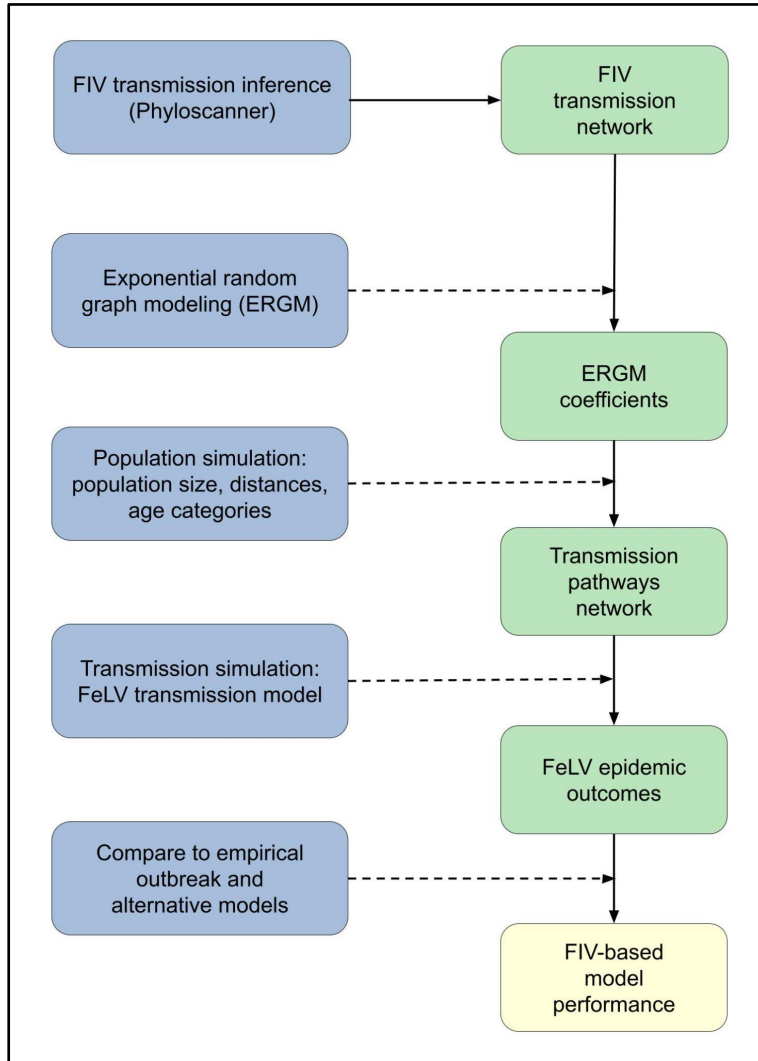 FIV transmission inference
(Phyloscanner)
FIV
transmission
network
Exponential random
graph modeling (ERGM)
ERGM
coefficients
Population simulation:
population size, distances,
age categories
Transmission
pathways
network
Transmission simulation:
FeLV transmission model
FeLV epidemic
outcomes
Compare to empirical
outbreak and
alternative models
FIV-based
model
performance